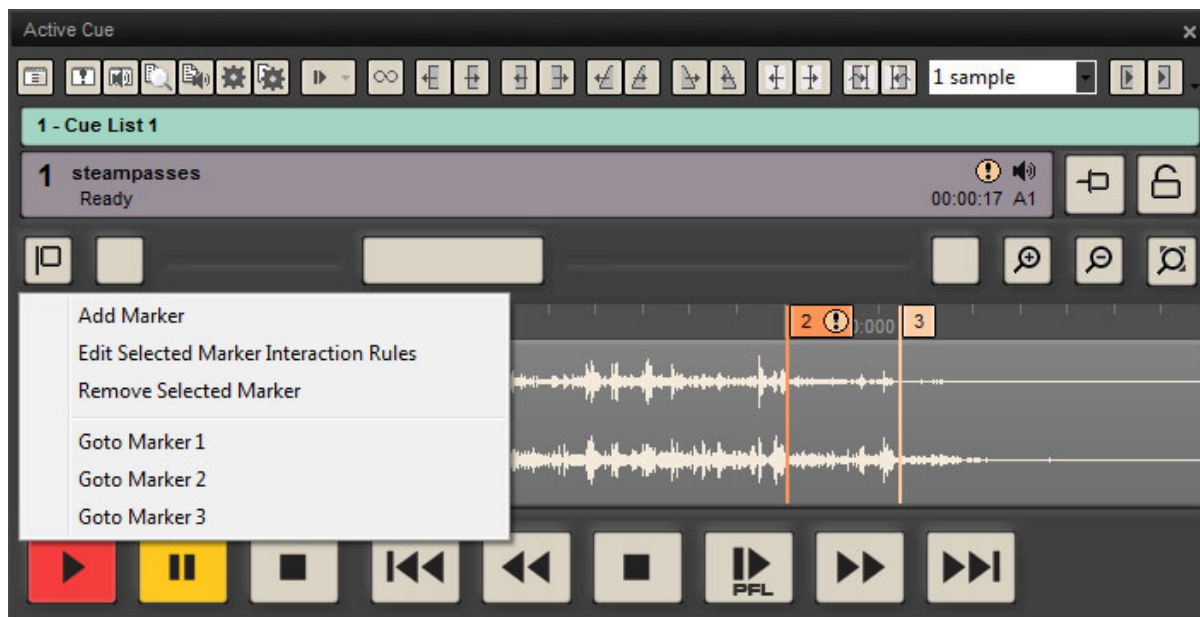 Active Cue
1 sample
1 - Cue List 1
1 steampasses
Ready
00:00:17 A1
Add Marker
Edit Selected Marker Interaction Rules
Remove Selected Marker
Goto Marker 1
Goto Marker 2
Goto Marker 3
2
:000
3
PFL